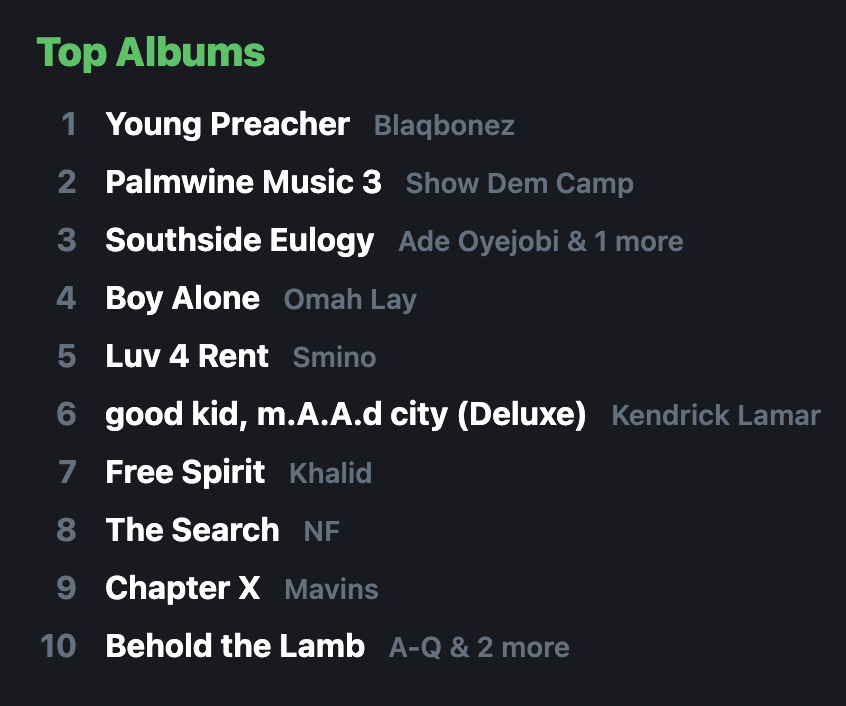 Top Albums
1 Young Preacher Blaqbonez
2 Palmwine Music 3 Show Dem Camp
3 Southside Eulogy Ade Oyejobi & 1 more
4 Boy Alone Omah Lay
5 Luv 4 Rent Smino
6 good kid, m.A.A.d city (Deluxe) Kendrick Lamar
7 Free Spirit Khalid
8 The Search NF
9 Chapter X Mavins
10 Behold the Lamb A-Q & 2 more